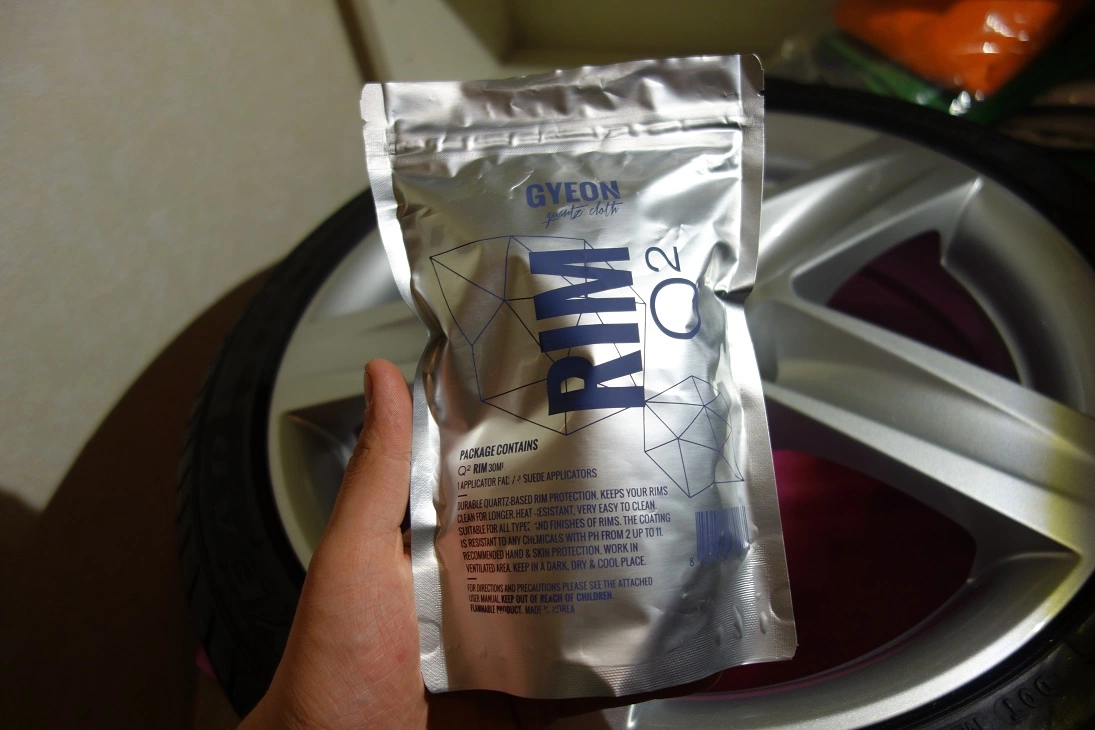 GYEON
quartz cloth
RIM
Q2
PACKAGE CONTAINS
Q² RIM 30Ml
1 APPLICATOR PAD / 4 SUEDE APPLICATORS
DURABLE QUARTZ-BASED RIM PROTECTION. KEEPS YOUR RIMS
CLEAN FOR LONGER. HEAT RESISTANT, VERY EASY TO CLEAN.
SUITABLE FOR ALL TYPES AND FINISHES OF RIMS. THE COATING
IS RESISTANT TO ANY CHEMICALS WITH PH FROM 2 UP TO 11.
RECOMMENDED HAND & SKIN PROTECTION. WORK IN
VENTILATED AREA. KEEP IN A DARK, DRY & COOL PLACE.
FOR DIRECTIONS AND PRECAUTIONS PLEASE SEE THE ATTACHED
USER MANUAL. KEEP OUT OF REACH OF CHILDREN.
FLAMMABLE PRODUCT. MADE IN KOREA
8